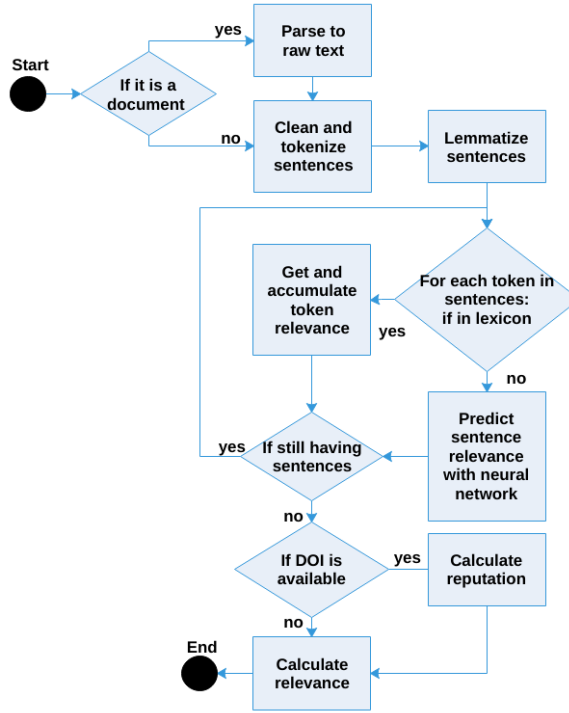 Start
If it is a
document
yes
no
Parse to
raw text
Clean and
tokenize
sentences
Lemmatize
sentences
For each token in
sentences:
if in lexicon
yes
no
Get and
accumulate
token
relevance
Predict
sentence
relevance
with neural
network
If still having
sentences
yes
no
If DOI is
available
yes
no
Calculate
reputation
Calculate
relevance
End